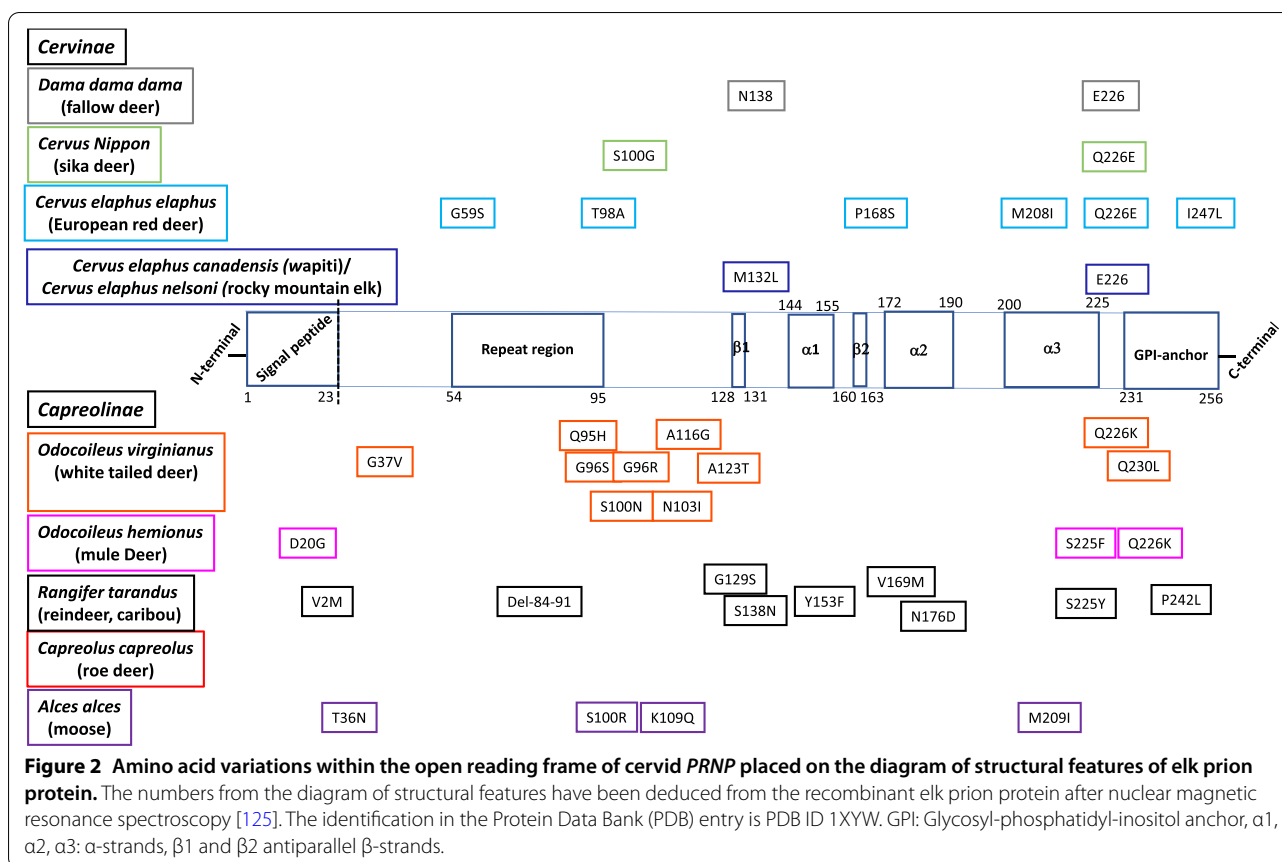 Cervinae
Dama dama dama
(fallow deer)
N138
E226
Cervus Nippon
(sika deer)
S100G
Q226E
Cervus elaphus elaphus
(European red deer)
G59S
T98A
P168S
M208I
Q226E
I247L
Cervus elaphus canadensis (wapiti)/
Cervus elaphus nelsoni (rocky mountain elk)
M132L
E226
144 155 172 190 200 225
N-terminal
Signal peptide
Repeat region
β1
α1
β2
α2
α3
GPI-anchor
C-terminal
1 23 54 95 128 131 160 163 231 256
Capreolinae
Odocoileus virginianus
(white tailed deer)
G37V
Q95H
A116G
G96S
G96R
A123T
S100N
N103I
Q226K
Q230L
Odocoileus hemionus
(mule Deer)
D20G
S225F
Q226K
Rangifer tarandus
(reindeer, caribou)
V2M
Del-84-91
G129S
S138N
Y153F
V169M
N176D
S225Y
P242L
Capreolus capreolus
(roe deer)
Alces alces
(moose)
T36N
S100R
K109Q
M209I
Figure 2 Amino acid variations within the open reading frame of cervid PRNP placed on the diagram of structural features of elk prion
protein. The numbers from the diagram of structural features have been deduced from the recombinant elk prion protein after nuclear magnetic
resonance spectroscopy [125]. The identification in the Protein Data Bank (PDB) entry is PDB ID 1XYW. GPI: Glycosyl-phosphatidyl-inositol anchor, α1,
α2, α3: α-strands, β1 and β2 antiparallel β-strands.